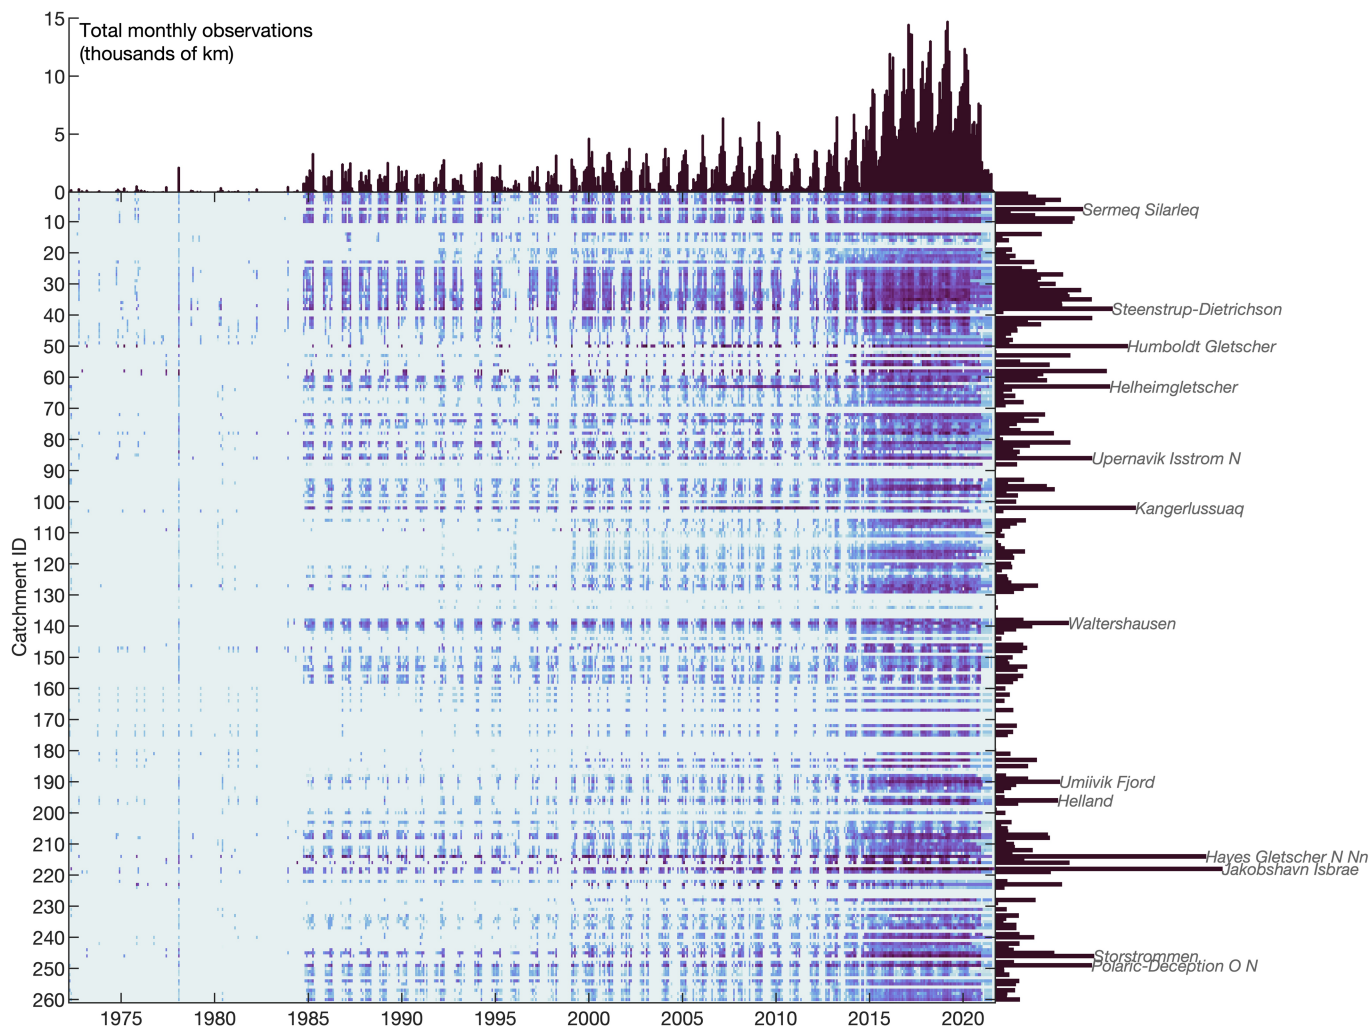 15
Total monthly observations
(thousands of km)
10
5
0
0
Sermeq Silarleq
10
20
30
Steenstrup-Dietrichson
40
50
Humboldt Gletscher
60
Helheimgletscher
70
80
Upernavik Isstrom N
90
100
Kangerlussuaq
110
120
130
Catchment ID
140
Waltershausen
150
160
170
180
190
Umiivik Fjord
Helland
200
210
Hayes Gletscher N Nn
Jakobshavn Isbrae
220
230
240
Storstrommen
250
Polaric-Deception O N
260
1975 1980 1985 1990 1995 2000 2005 2010 2015 2020